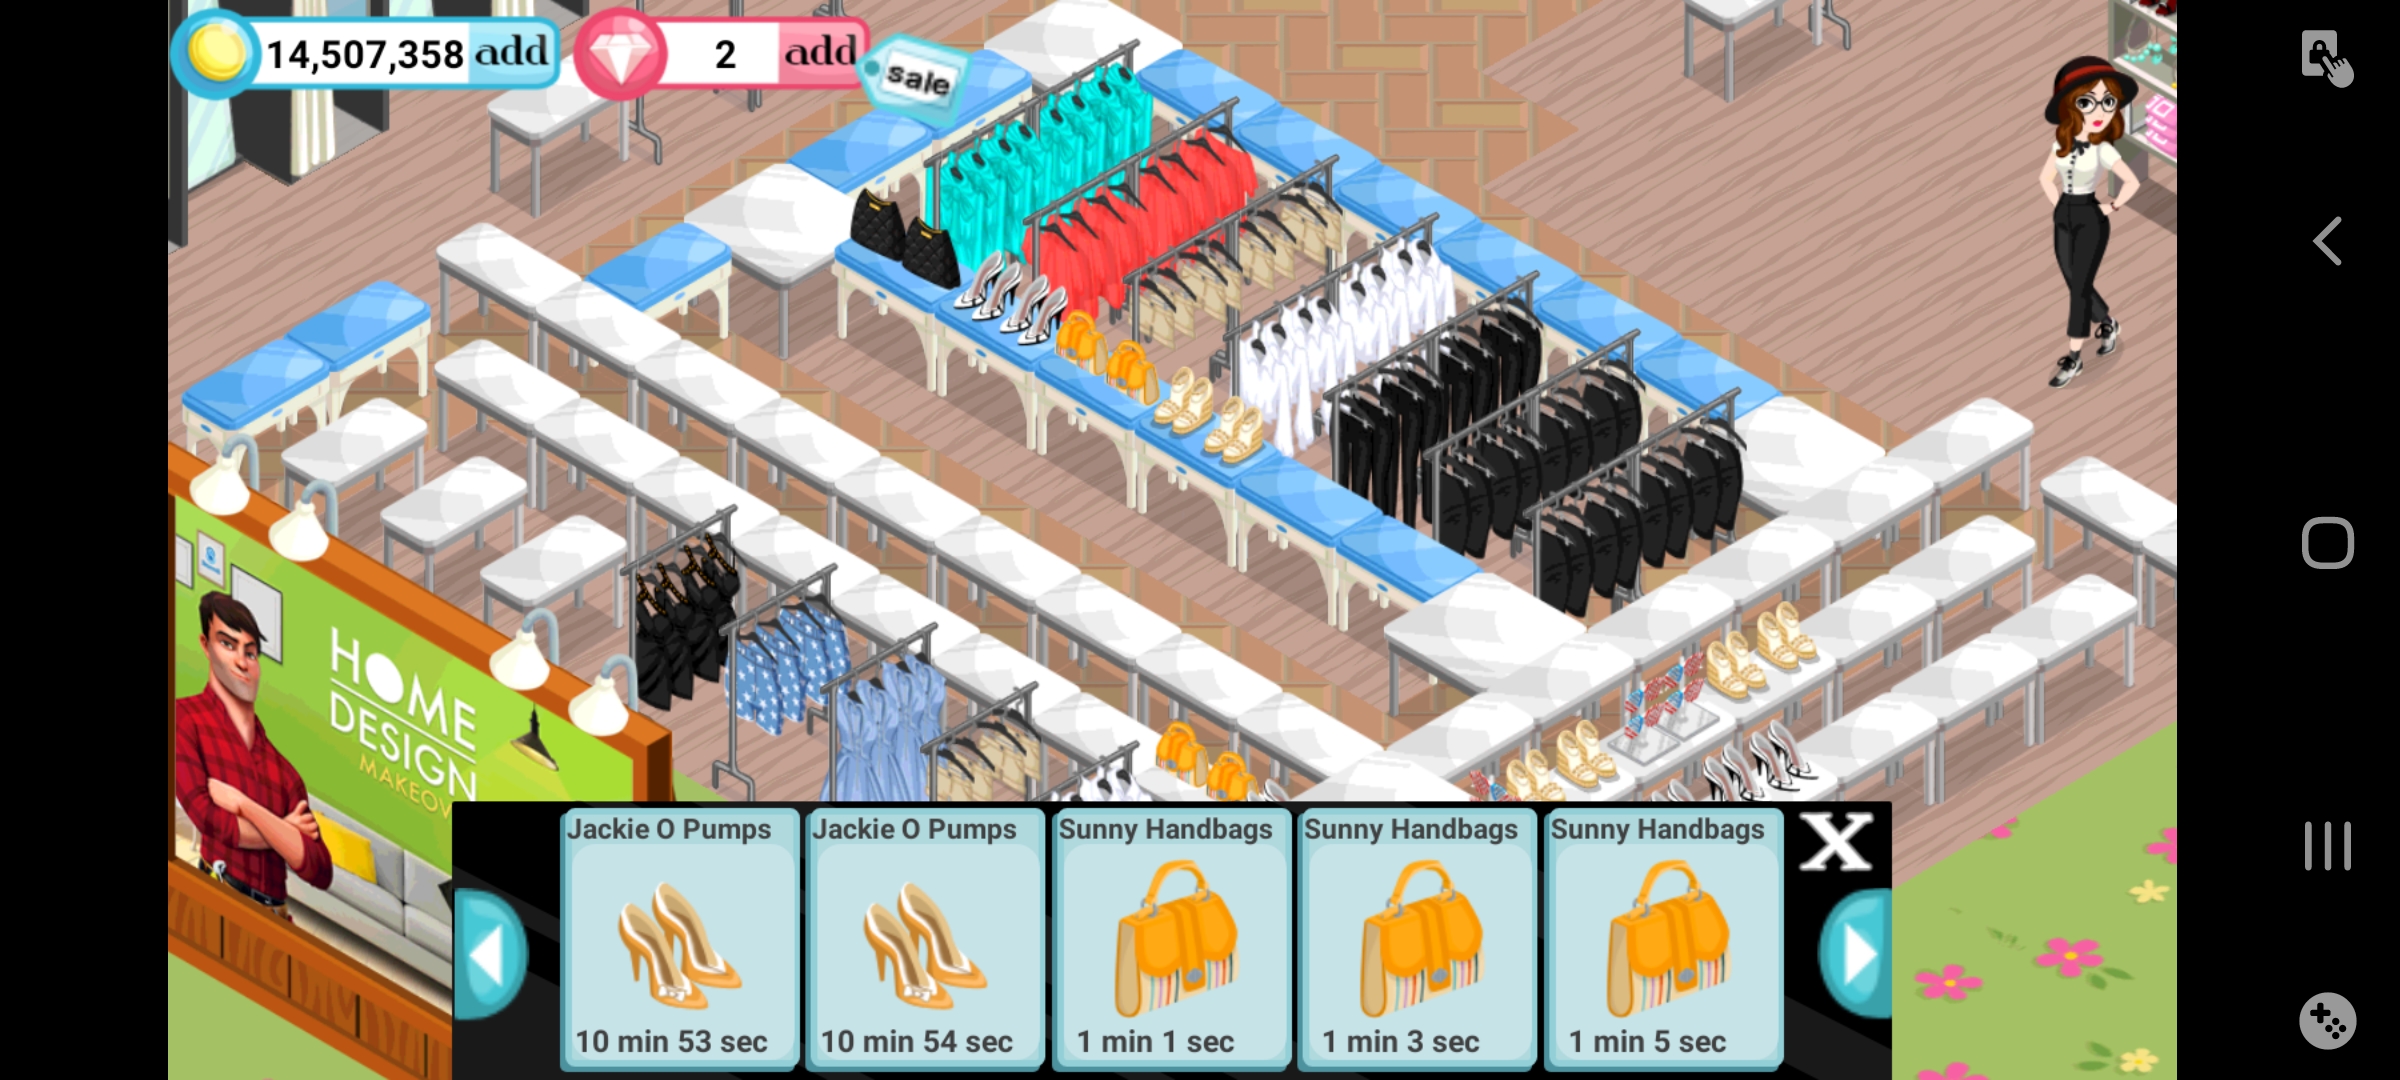 14,507,358 add 2 add
sale
HOME
DESIGN
Jackie O Pumps
10 min 53 sec
Jackie O Pumps
10 min 54 sec
Sunny Handbags
1 min 1 sec
Sunny Handbags
1 min 3 sec
Sunny Handbags
1 min 5 sec
X